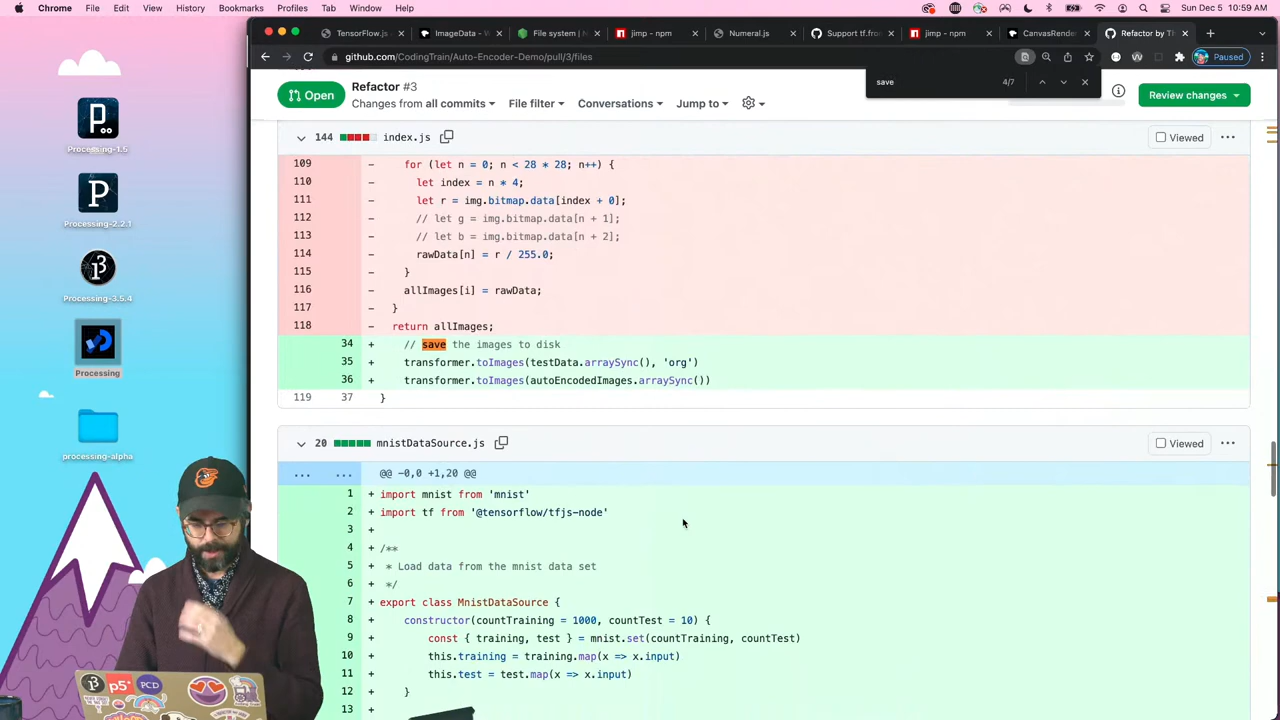 Chrome File Edit View History Bookmarks Profiles Tab Window Help Sun Dec 5 10:59 AM
TensorFlow.js - ImageData - W File system | N jimp - npm Numeral.js Support tf.fro jimp - npm CanvasRender Refactor by Th
github.com/CodingTrain/Auto-Encoder-Demo/pull/3/files Paused
save 4/7
Open Refactor #3
Changes from all commits File filter Conversations Jump to Review changes
144 index.js Viewed
109 - for (let n = 0; n < 28 * 28; n++) {
110 - let index = n * 4;
111 - let r = img.bitmap.data[index + 0];
112 - // let g = img.bitmap.data[n + 1];
113 - // let b = img.bitmap.data[n + 2];
114 - rawData[n] = r / 255.0;
115 - }
116 - allImages[i] = rawData;
117 - }
118 - return allImages;
34 + // save the images to disk
35 + transformer.toImages(testData.arraySync(), 'org')
36 + transformer.toImages(autoEncodedImages.arraySync())
119 37 }
20 mnistDataSource.js Viewed
... ... @@ -0,0 +1,20 @@
1 + import mnist from 'mnist'
2 + import tf from '@tensorflow/tfjs-node'
3 +
4 + /**
5 + * Load data from the mnist data set
6 + */
7 + export class MnistDataSource {
8 + constructor(countTraining = 1000, countTest = 10) {
9 + const { training, test } = mnist.set(countTraining, countTest)
10 + this.training = training.map(x => x.input)
11 + this.test = test.map(x => x.input)
12 + }
13 +
Processing-1.5
Processing-2.2.1
Processing-3.5.4
Processing
processing-alpha
p5*
PCD